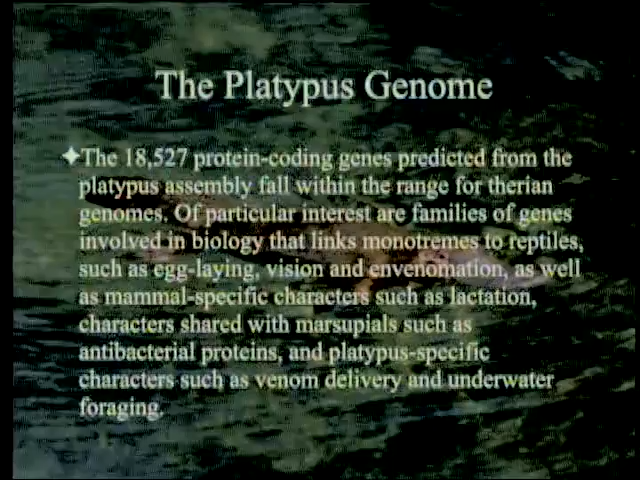 The Platypus Genome
✦The 18,527 protein-coding genes predicted from the
platypus assembly fall within the range for therian
genomes. Of particular interest are families of genes
involved in biology that links monotremes to reptiles,
such as egg-laying, vision and envenomation, as well
as mammal-specific characters such as lactation,
characters shared with marsupials such as
antibacterial proteins, and platypus-specific
characters such as venom delivery and underwater
foraging.